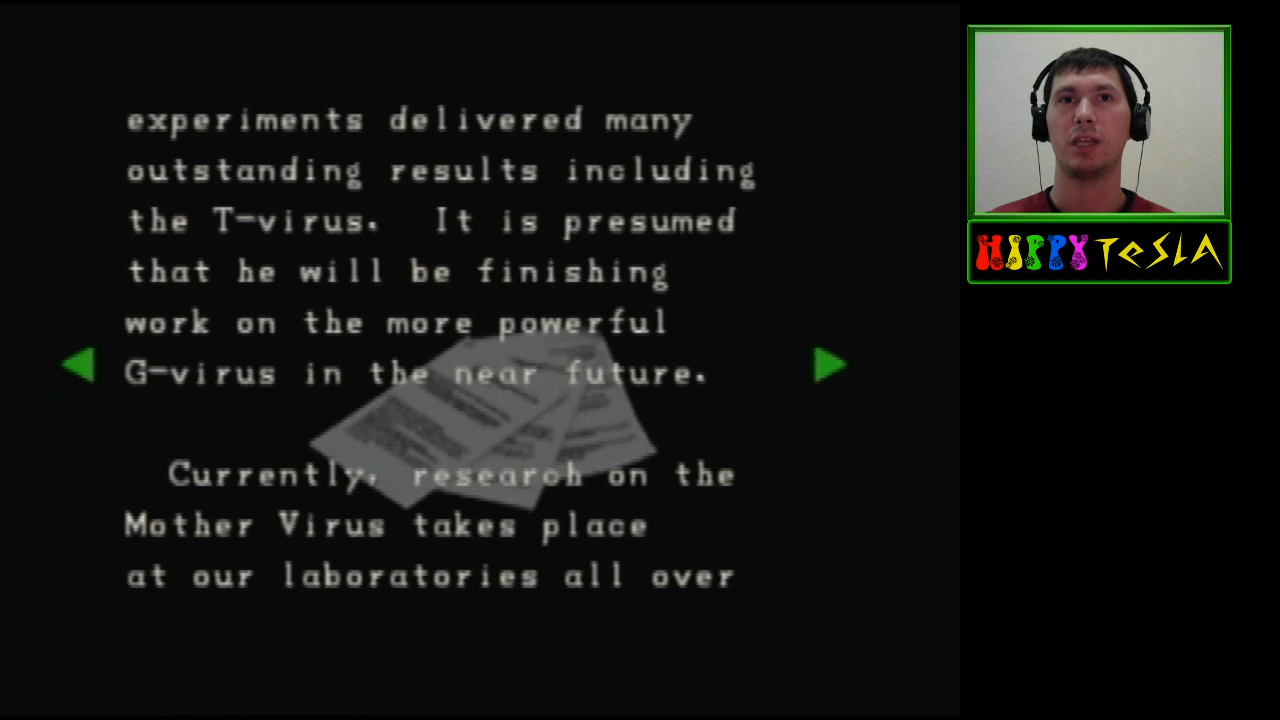 experiments delivered many
outstanding results including
the T-virus. It is presumed
that he will be finishing
work on the more powerful
G-virus in the near future.
Currently, research on the
Mother Virus takes place
at our laboratories all over
HIPPY TESLA